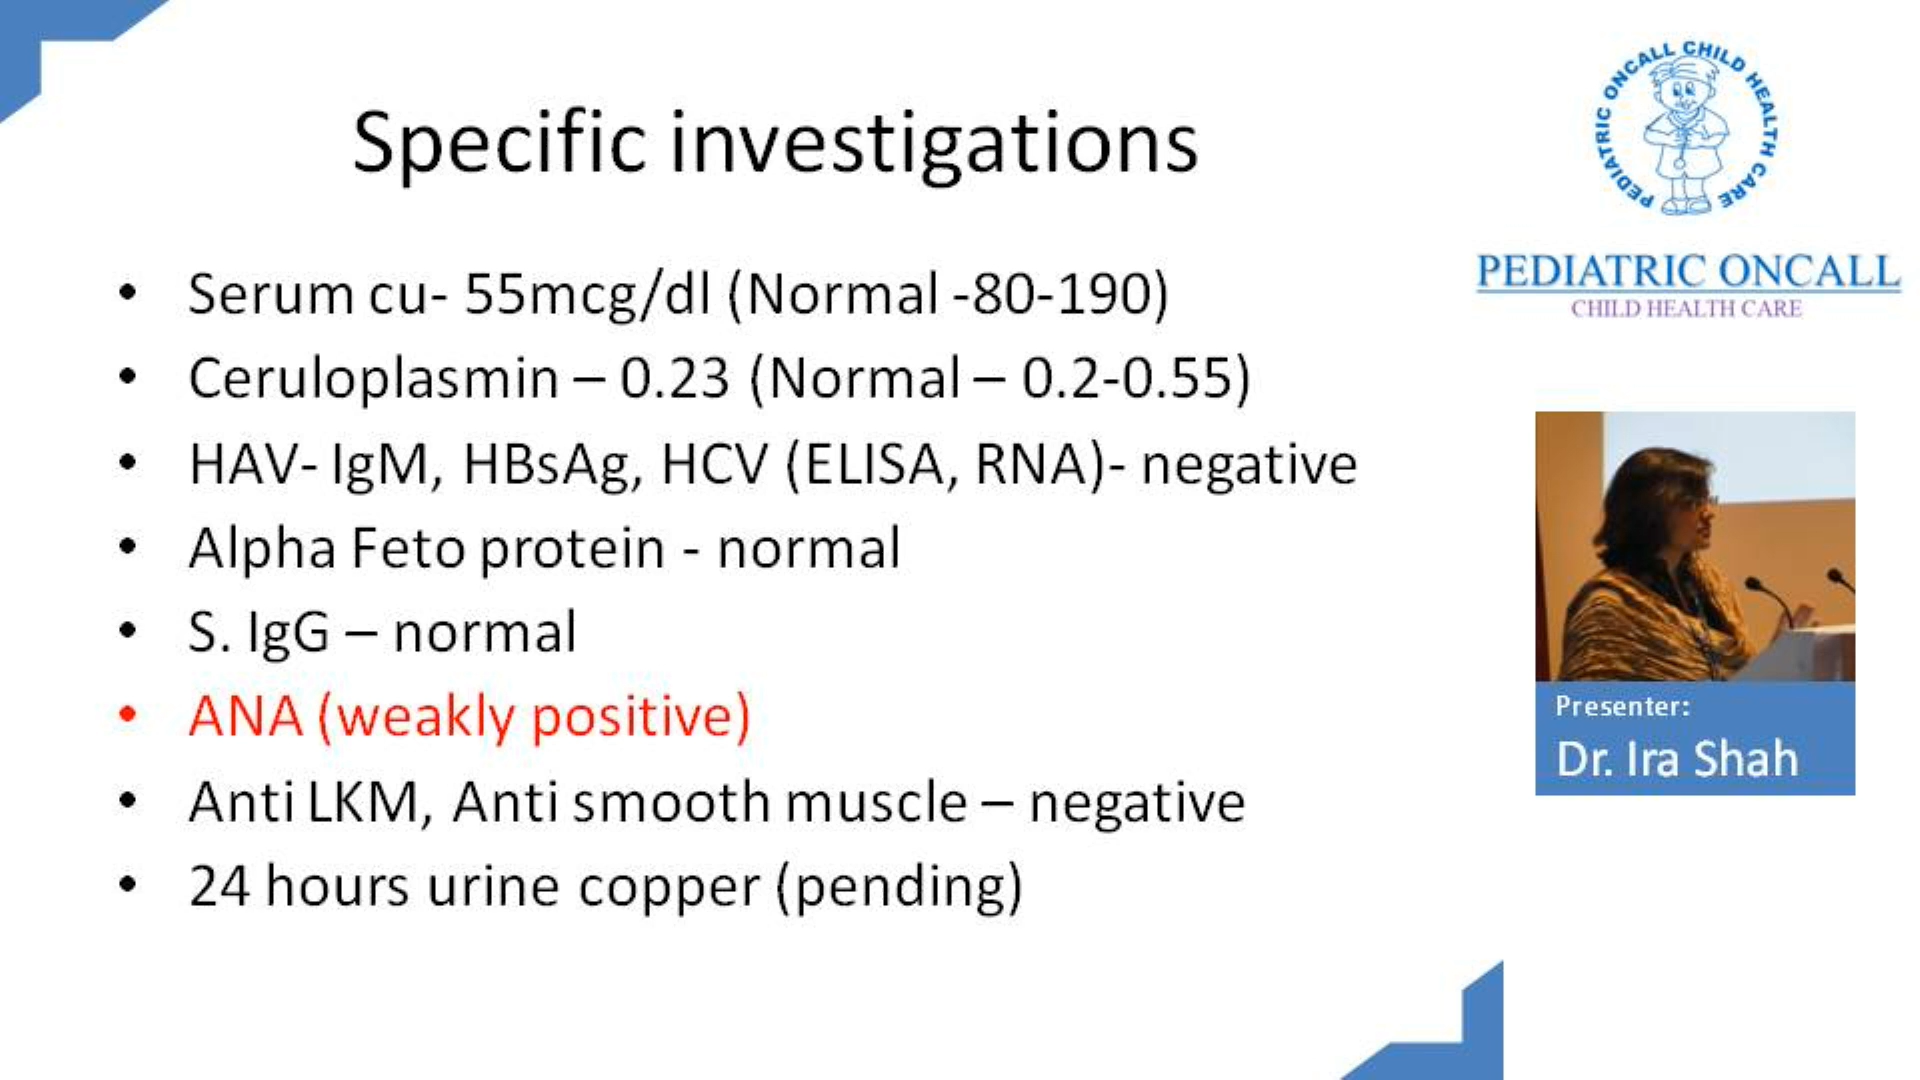 Specific investigations
• Serum cu- 55mcg/dl (Normal -80-190)
• Ceruloplasmin – 0.23 (Normal – 0.2-0.55)
• HAV- IgM, HBsAg, HCV (ELISA, RNA)- negative
• Alpha Feto protein - normal
• S. IgG – normal
• ANA (weakly positive)
• Anti LKM, Anti smooth muscle – negative
• 24 hours urine copper (pending)
PEDIATRIC ONCALL CHILD HEALTH CARE
PEDIATRIC ONCALL
CHILD HEALTH CARE
Presenter:
Dr. Ira Shah